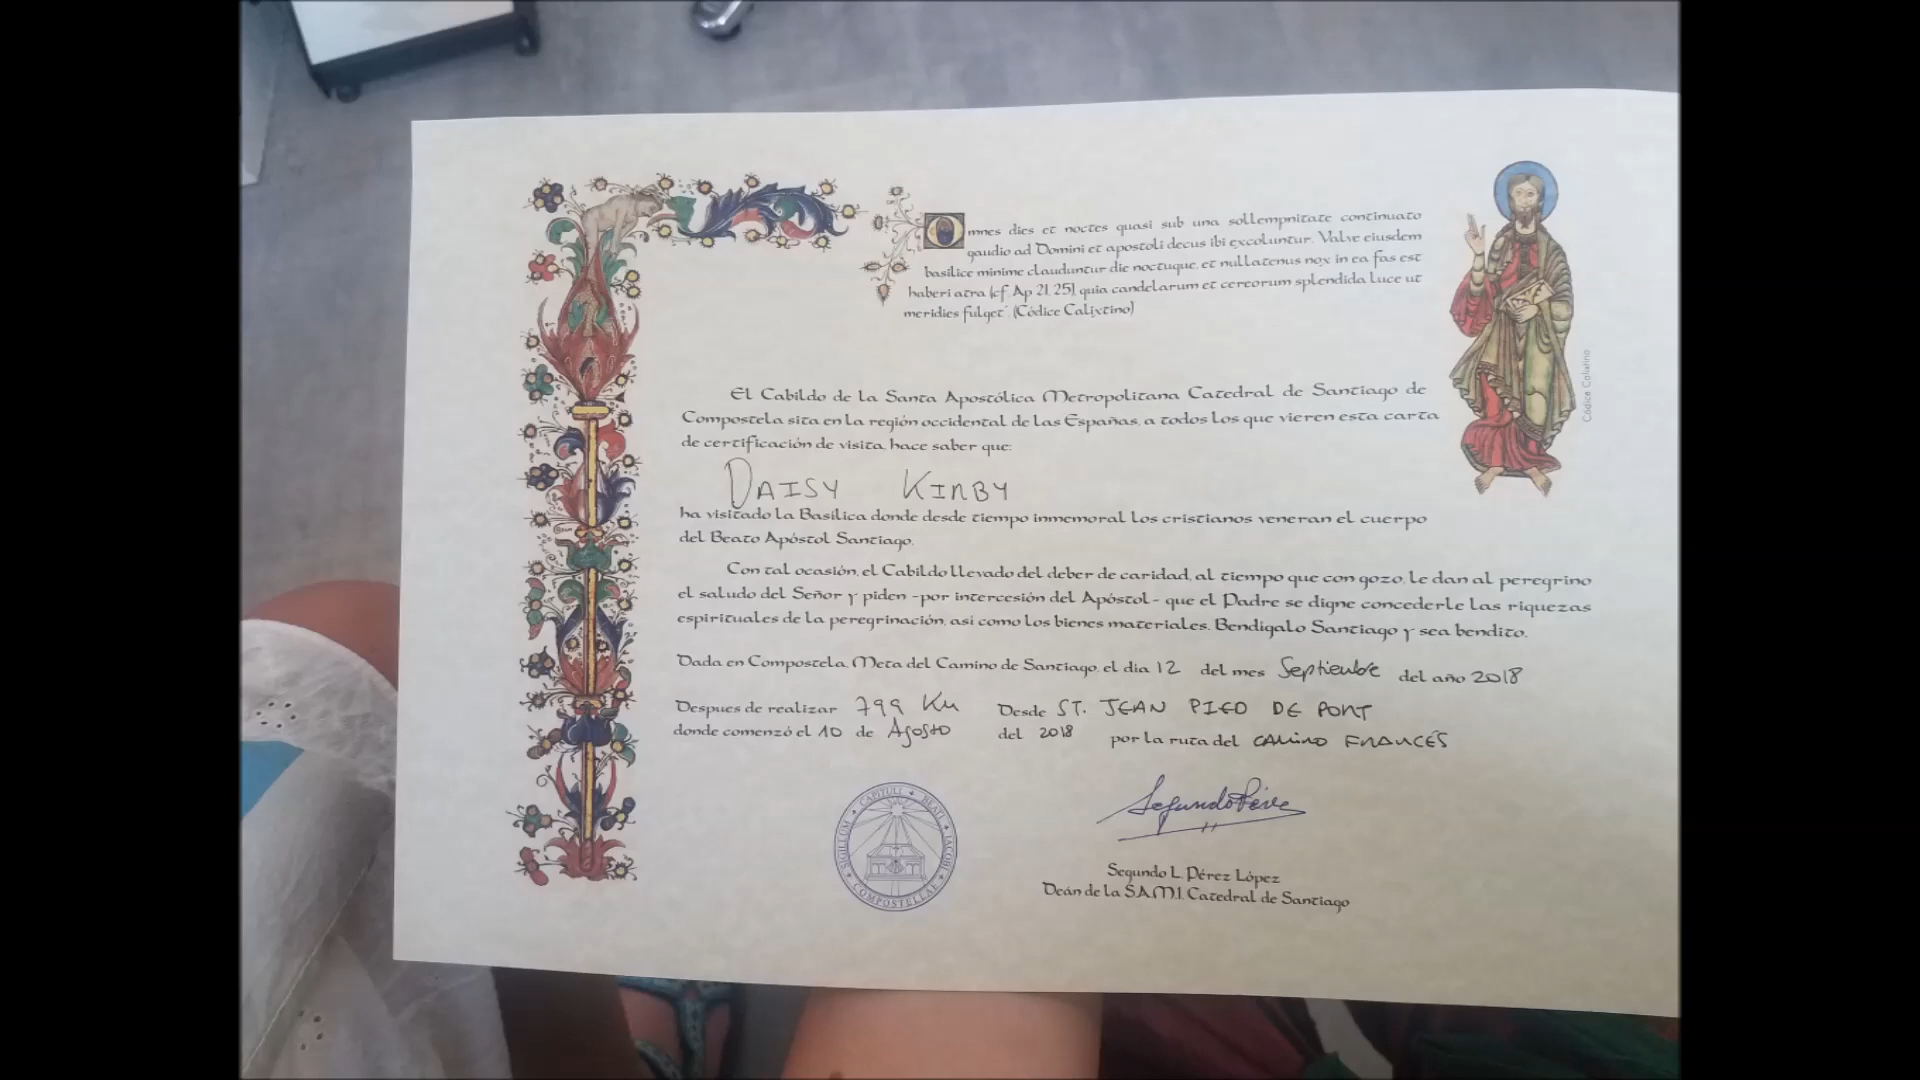 Omnes dies et noctes quasi sub una sollempnitate continuato
gaudio ad Domini et apostoli decus ibi excoluntur. Valve eiusdem
basilice minime clauduntur die noctuque, et nullatenus nox in ea fas est
haberi atra (cf. Ap 21, 25), quia candelarum et cereorum splendida luce ut
meridies fulget". (Códice Calixtino)
Códice Calixtino
El Cabildo de la Santa Apostólica Metropolitana Catedral de Santiago de
Compostela sita en la región occidental de las Españas, a todos los que vieren esta carta
de certificación de visita, hace saber que:
DAISY KIRBY
ha visitado la Basílica donde desde tiempo inmemoral los cristianos veneran el cuerpo
del Beato Apóstol Santiago.
Con tal ocasión, el Cabildo llevado del deber de caridad, al tiempo que con gozo, le dan al peregrino
el saludo del Señor y piden -por intercesión del Apóstol- que el Padre se digne concederle las riquezas
espirituales de la peregrinación, así como los bienes materiales. Bendígalo Santiago y sea bendito.
Dada en Compostela, Meta del Camino de Santiago, el día 12 del mes Septiembre del año 2018
Despues de realizar 799 Km Desde ST. JEAN PIED DE PORT
donde comenzó el 10 de Agosto del 2018 por la ruta del CAMINO FRANCÉS
SIGILLUM CAPITULI BEATI IACOBI COMPOSTELLAE
Segundo Pérez
Segundo L. Pérez López
Deán de la S.A.M.I. Catedral de Santiago